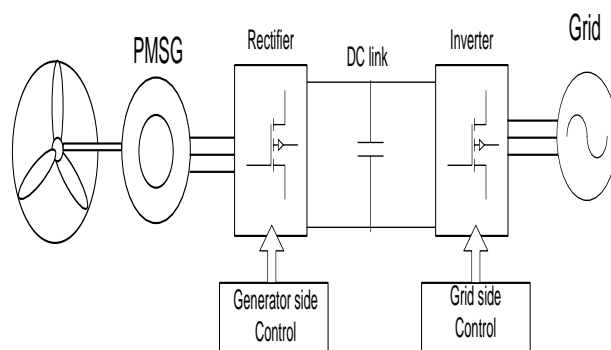 PMSG
Rectifier
DC link
Inverter
Grid
Generator side
Control
Grid side
Control